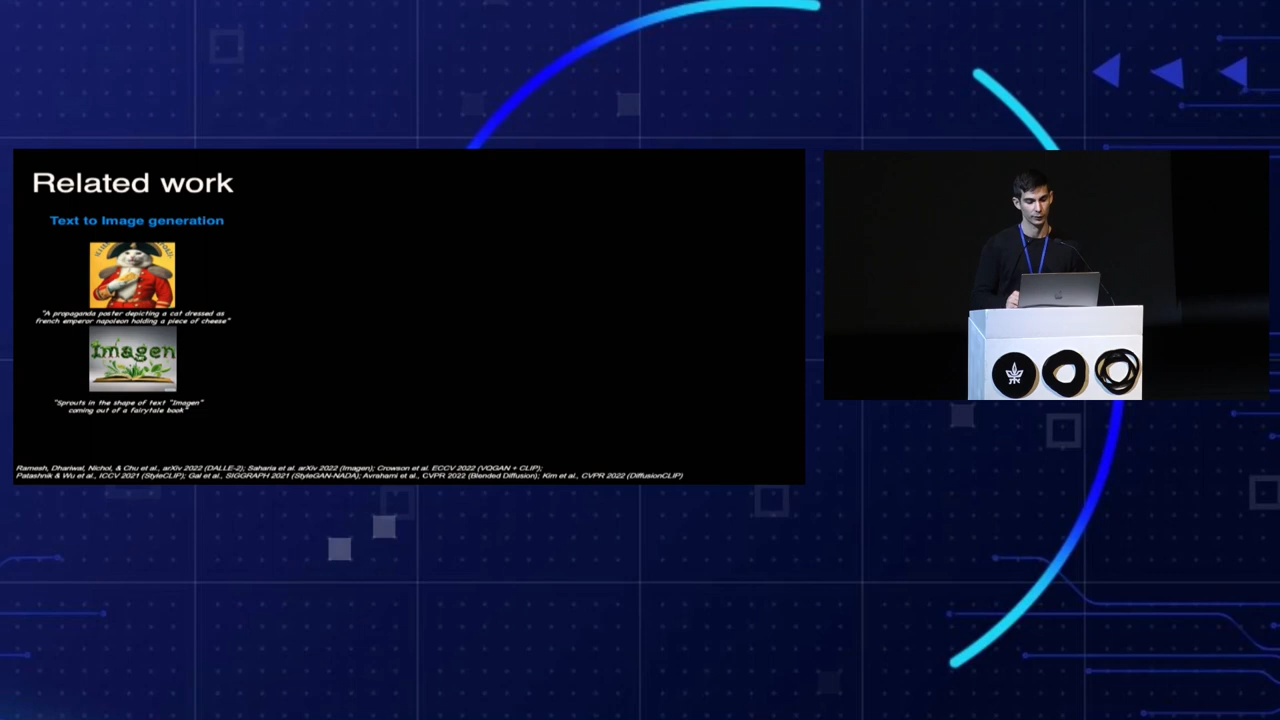 Related work
Text to Image generation
"A propaganda poster depicting a cat dressed as
french emperor napoleon holding a piece of cheese"
Imagen
"Sprouts in the shape of text "Imagen"
coming out of a fairytale book"
Ramesh, Dhariwal, Nichol, & Chu et al., arXiv 2022 (DALLE-2); Saharia et al. arXiv 2022 (Imagen); Crowson et al. ECCV 2022 (VQGAN + CLIP);
Patashnik & Wu et al., ICCV 2021 (StyleCLIP); Gal et al., SIGGRAPH 2021 (StyleGAN-NADA); Avrahami et al., CVPR 2022 (Blended Diffusion); Kim et al., CVPR 2022 (DiffusionCLIP)